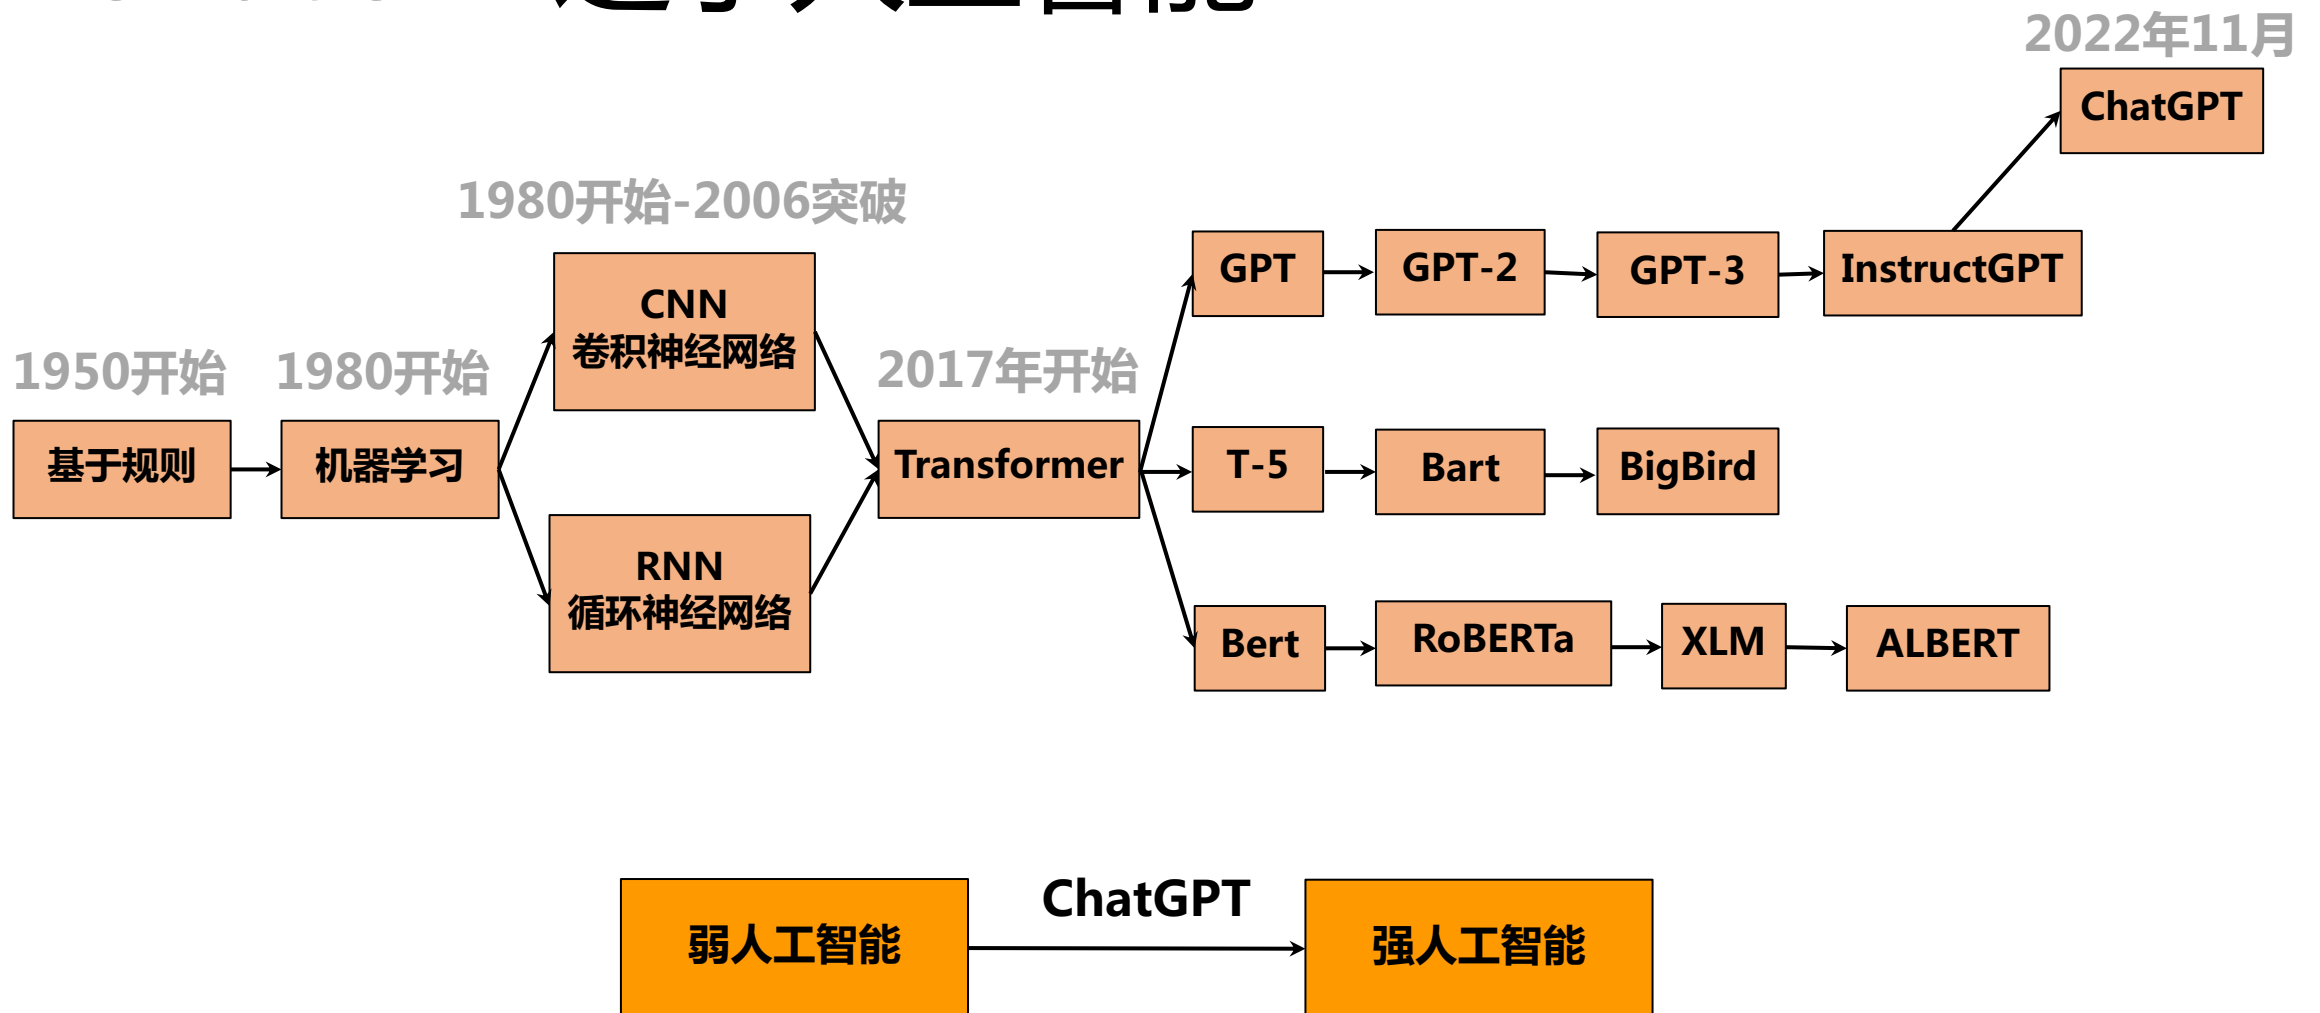 人工智能
2022年11月
ChatGPT
1980开始-2006突破
CNN
卷积神经网络
GPT
GPT-2
GPT-3
InstructGPT
1950开始
1980开始
2017年开始
基于规则
机器学习
Transformer
T-5
Bart
BigBird
RNN
循环神经网络
Bert
RoBERTa
XLM
ALBERT
ChatGPT
弱人工智能
强人工智能